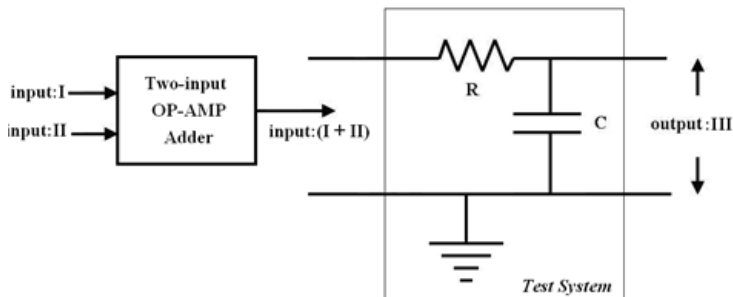 input:I
input:II
Two-input
OP-AMP
Adder
input:(I + II)
R
C
output:III
Test System